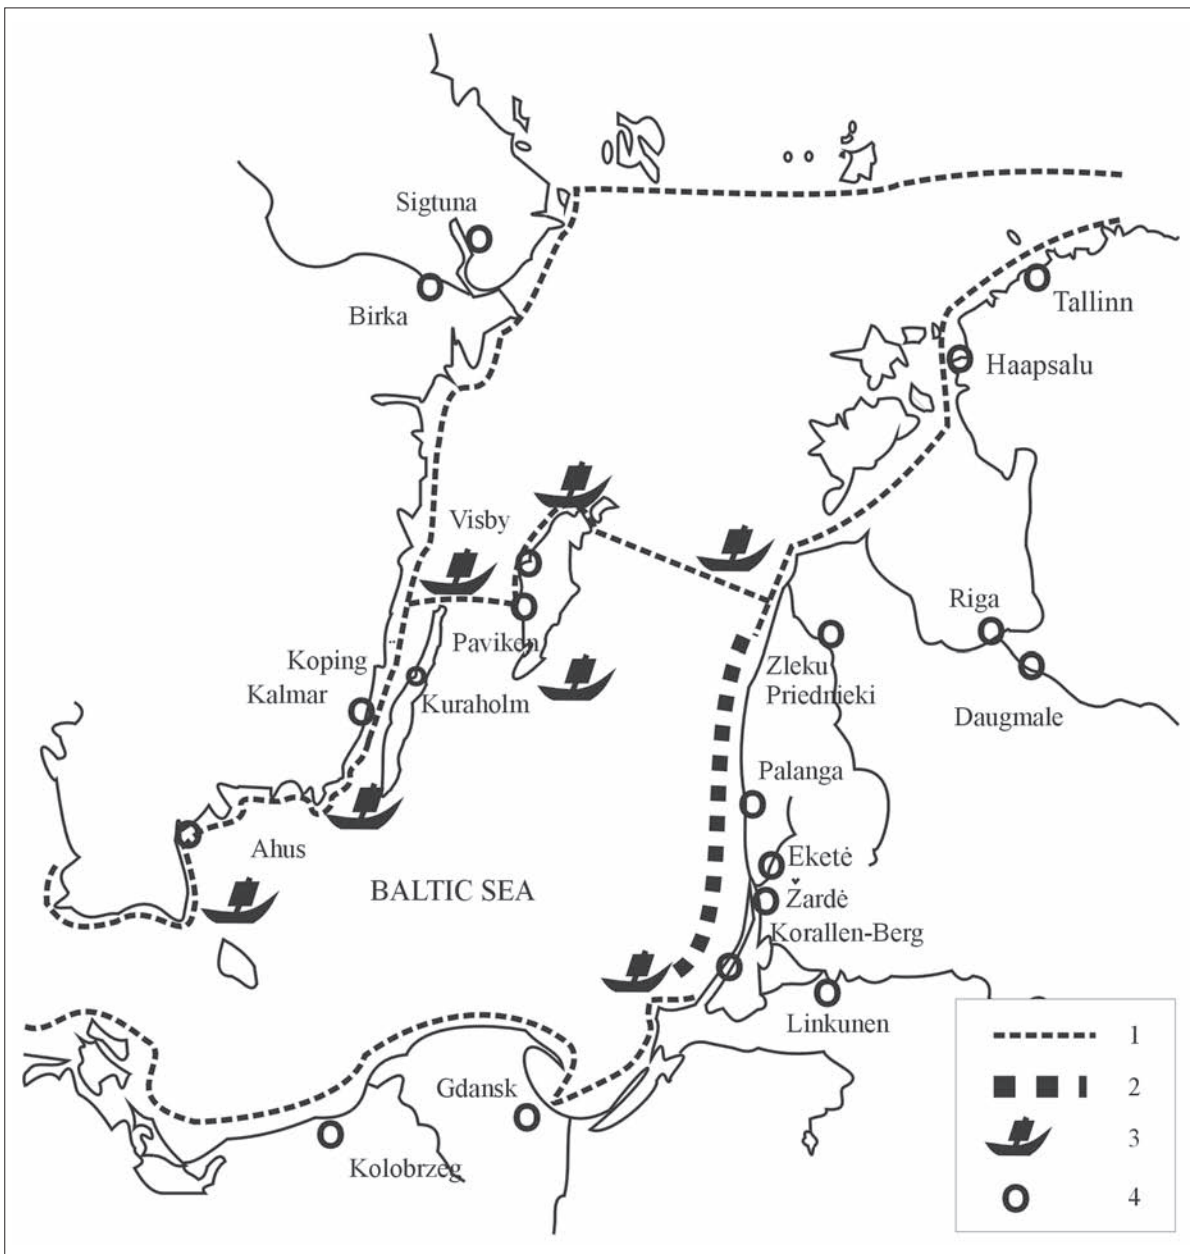 Sigtuna
Birka
Tallinn
Haapsalu
Visby
Riga
Paviken
Koping
Zleku
Kalmar
Kuraholm
Priednieki
Daugmale
Palanga
Ahus
Eketė
BALTIC SEA
Žardė
Korallen-Berg
Linkunen
1
Gdansk
2
3
Kolobrzeg
4